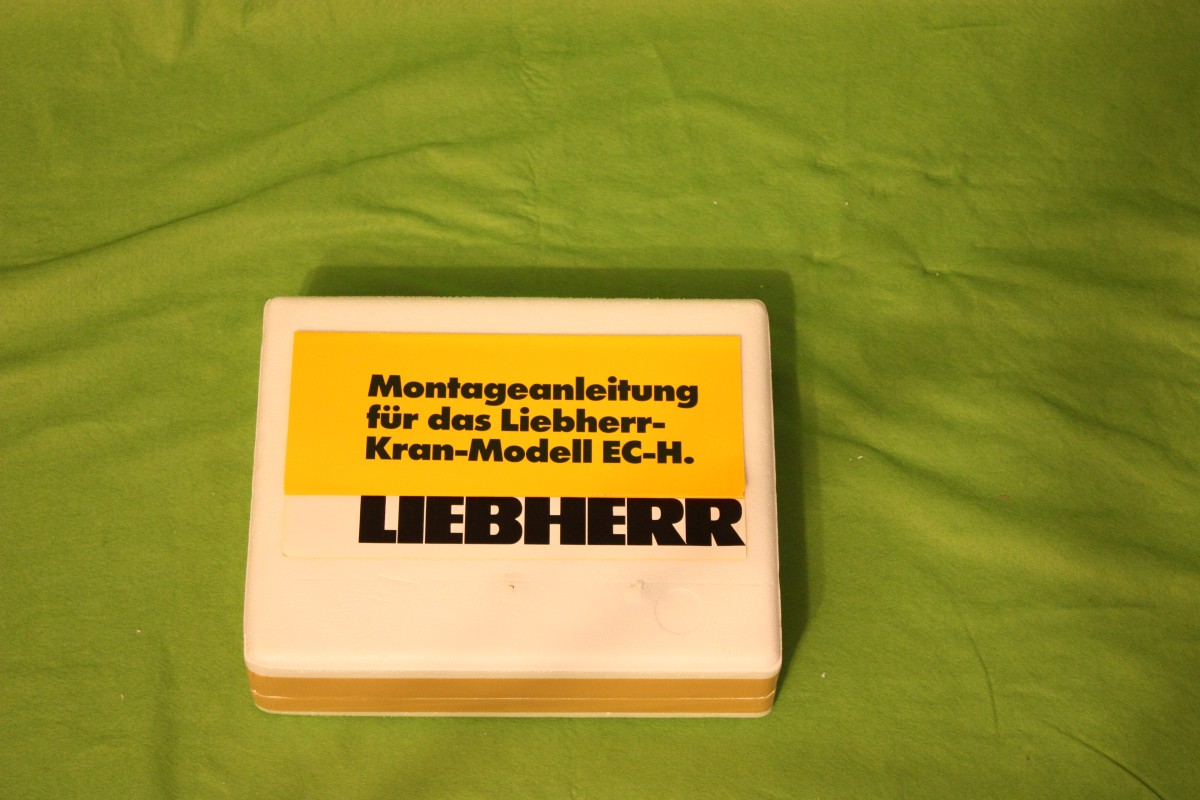 Montageanleitung
für das Liebherr-
Kran-Modell EC-H.
LIEBHERR